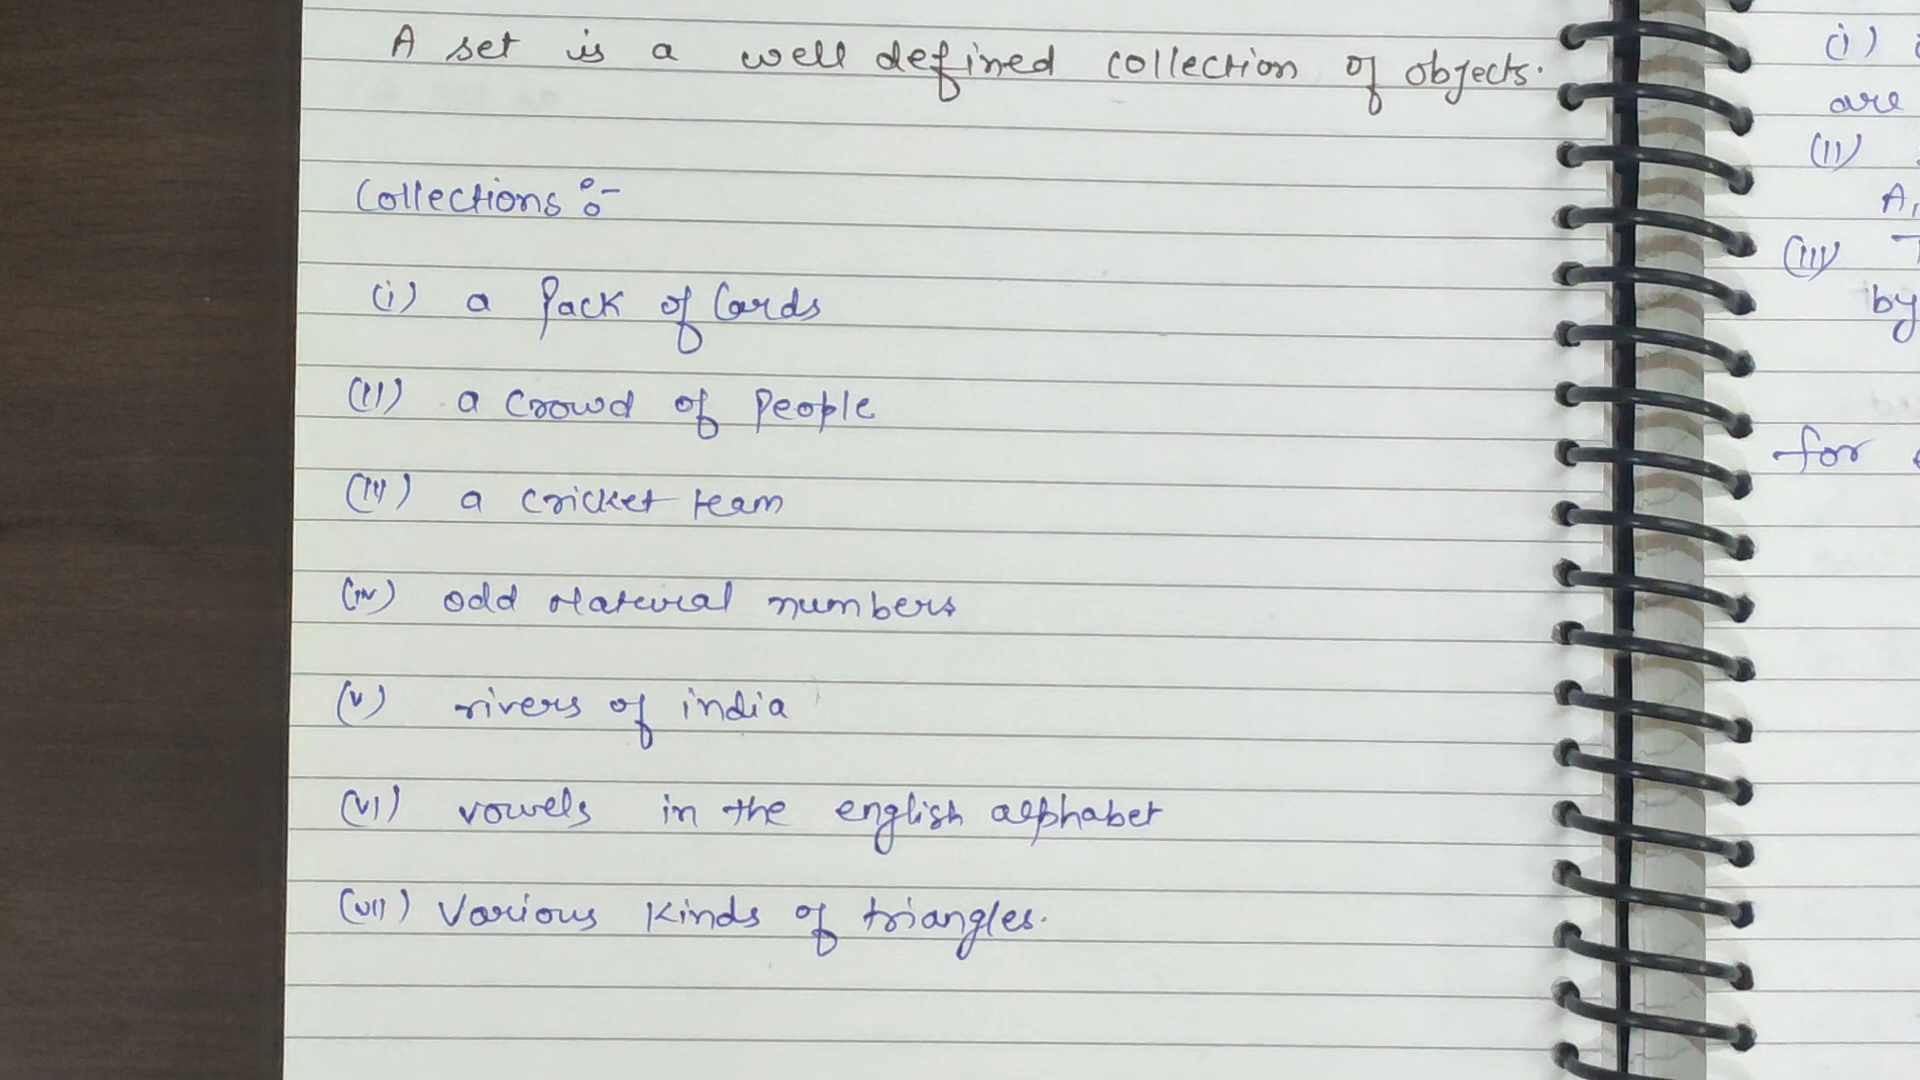 A set is a well defined collection of objects.
Collections :-
(i) a Pack of Cards
(II) a crowd of People
(III) a cricket team
(iv) odd Natural numbers
(v) rivers of india
(VI) vowels in the english alphabet
(VII) Various Kinds of triangles.
(i)
are
(II)
A,
(III) T
by
for